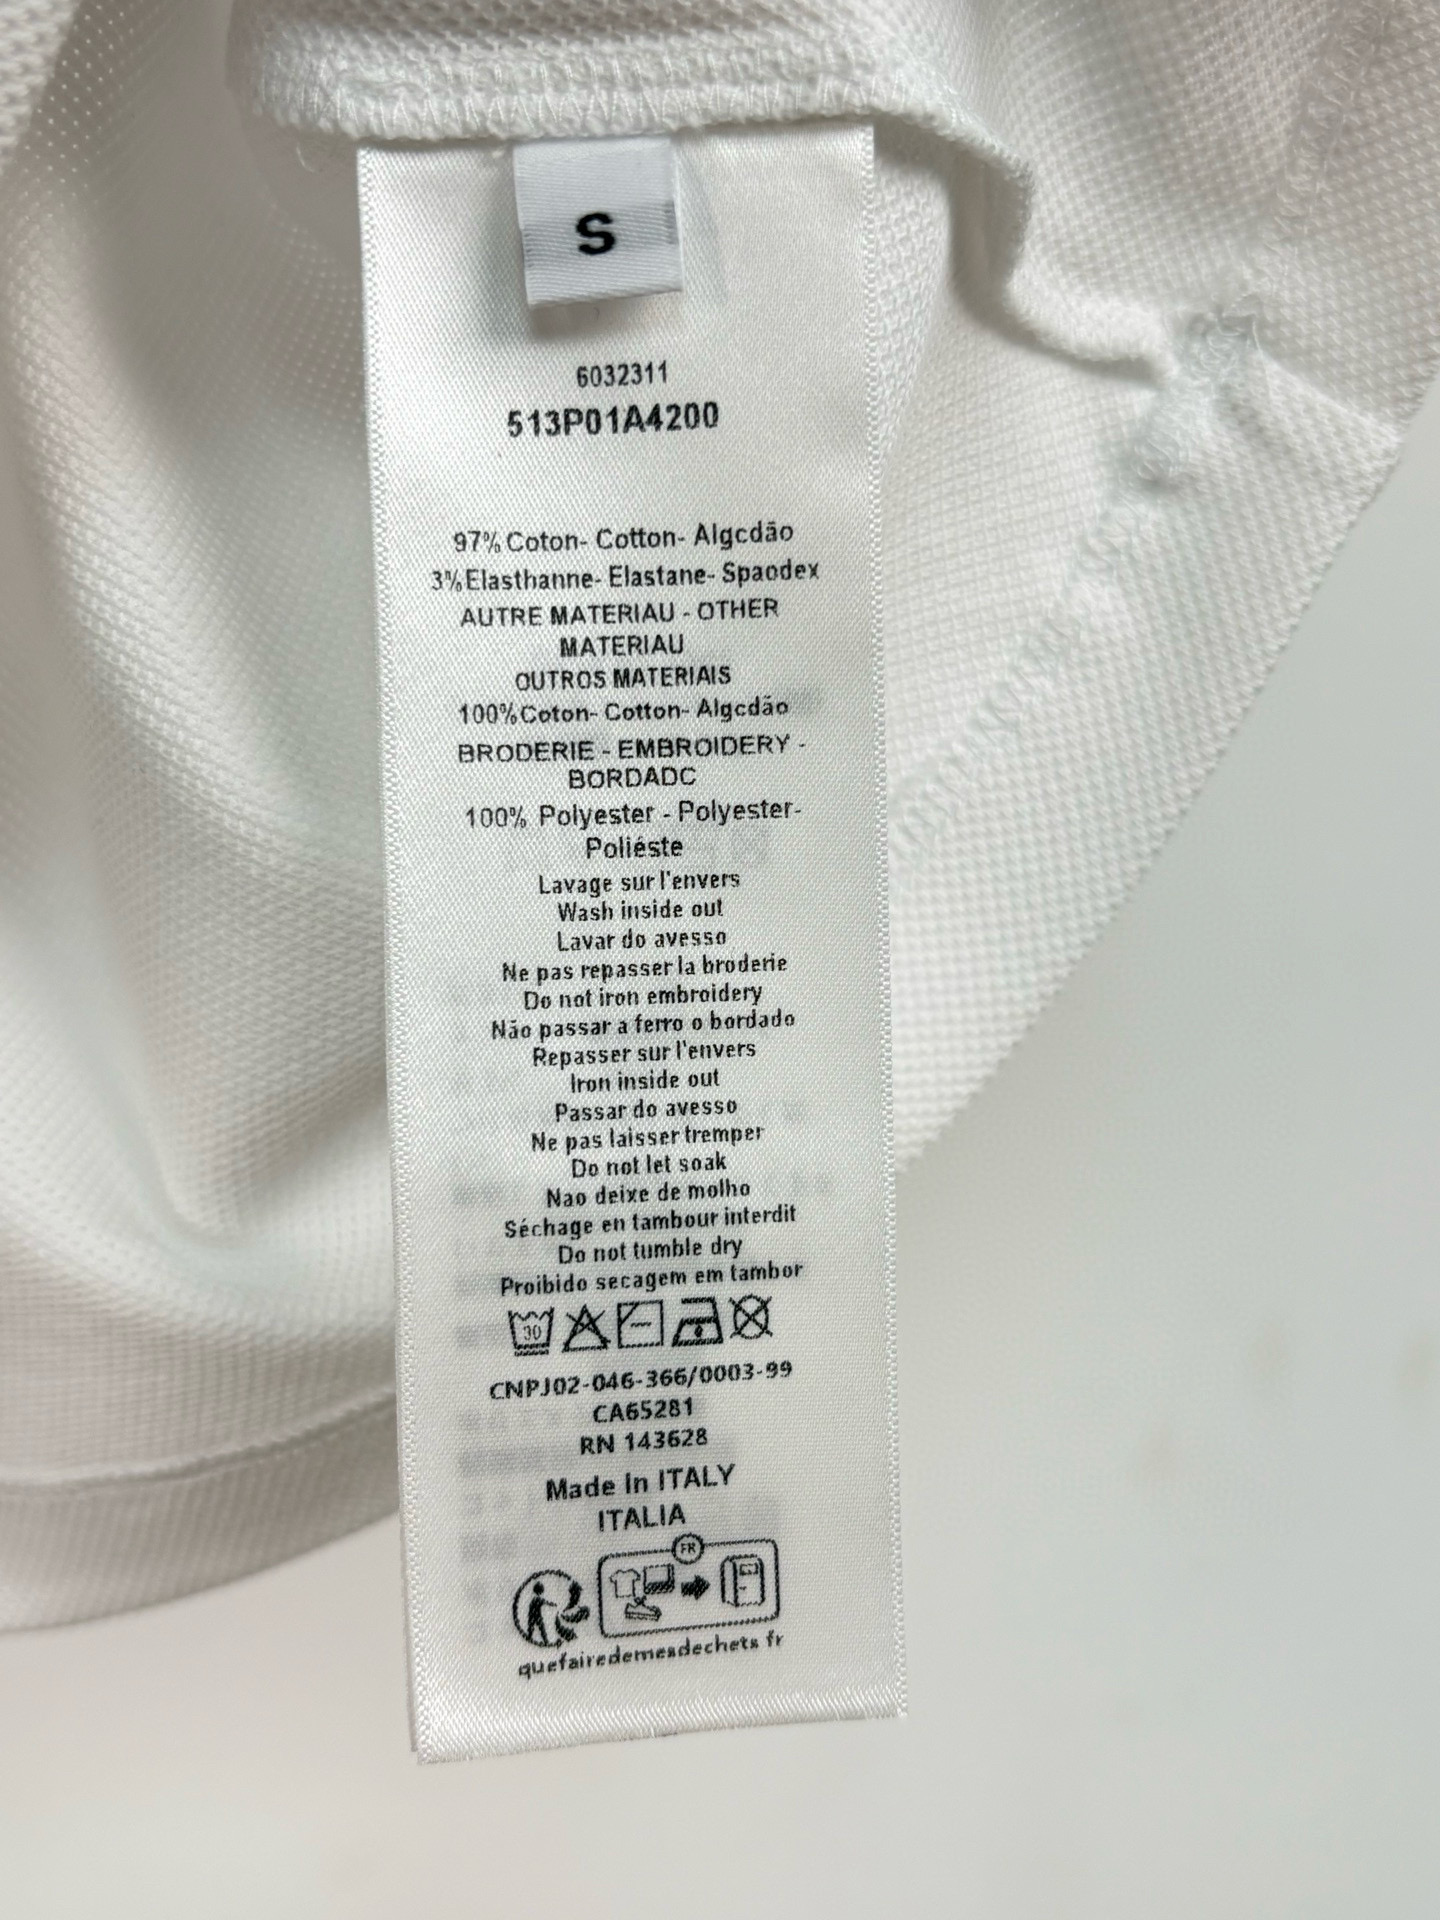 S
6032311
513P01A4200
97% Coton- Cotton- Algcdão
3%Elasthanne- Elastane- Spaodex
AUTRE MATERIAU - OTHER
MATERIAU
OUTROS MATERIAIS
100%Coton- Cotton- Algcdão
BRODERIE - EMBROIDERY -
BORDADC
100% Polyester - Polyester-
Poliéste
Lavage sur l'envers
Wash inside out
Lavar do avesso
Ne pas repasser la broderie
Do not iron embroidery
Não passar a ferro o bordado
Repasser sur l'envers
Iron inside out
Passar do avesso
Ne pas laisser tremper
Do not let soak
Nao deixe de molho
Séchage en tambour interdit
Do not tumble dry
Proibido secagem em tambor
30
CNPJ02-046-366/0003-99
CA65281
RN 143628
Made In ITALY
ITALIA
FR
quefairedemesdechets fr